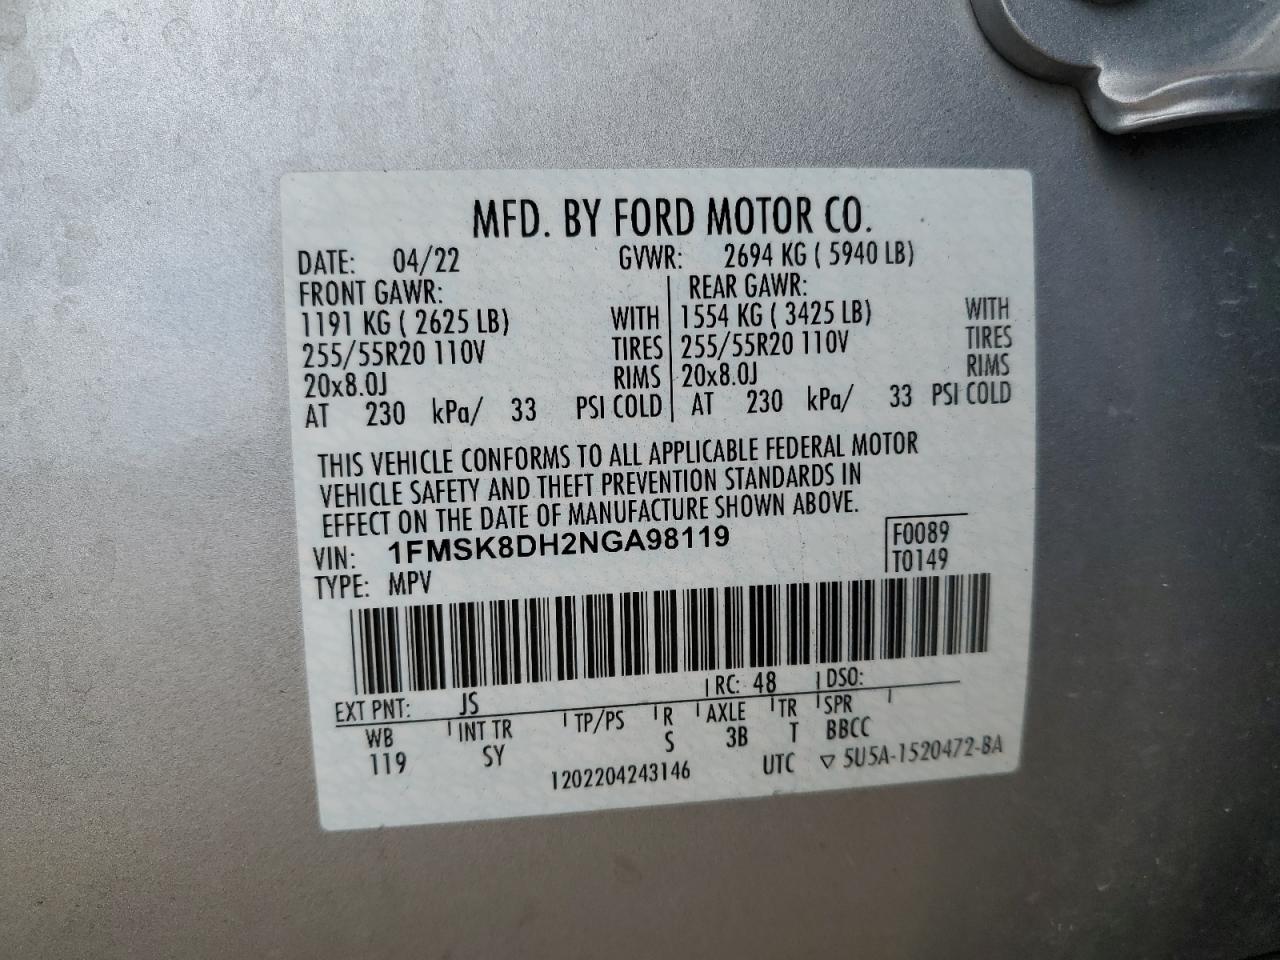 MFD. BY FORD MOTOR CO.
DATE: 04/22 GVWR: 2694 KG ( 5940 LB)
FRONT GAWR: REAR GAWR:
1191 KG ( 2625 LB) WITH 1554 KG ( 3425 LB) WITH
255/55R20 110V TIRES 255/55R20 110V TIRES
20x8.0J RIMS 20x8.0J RIMS
AT 230 kPa/ 33 PSI COLD AT 230 kPa/ 33 PSI COLD
THIS VEHICLE CONFORMS TO ALL APPLICABLE FEDERAL MOTOR
VEHICLE SAFETY AND THEFT PREVENTION STANDARDS IN
EFFECT ON THE DATE OF MANUFACTURE SHOWN ABOVE.
VIN: 1FMSK8DH2NGA98119 F0089
TYPE: MPV T0149
EXT PNT: JS RC: 48 DSO:
WB INT TR TP/PS R AXLE TR SPR
119 SY S 3B T BBCC
1202204243146 UTC ▽ 5U5A-1520472-BA